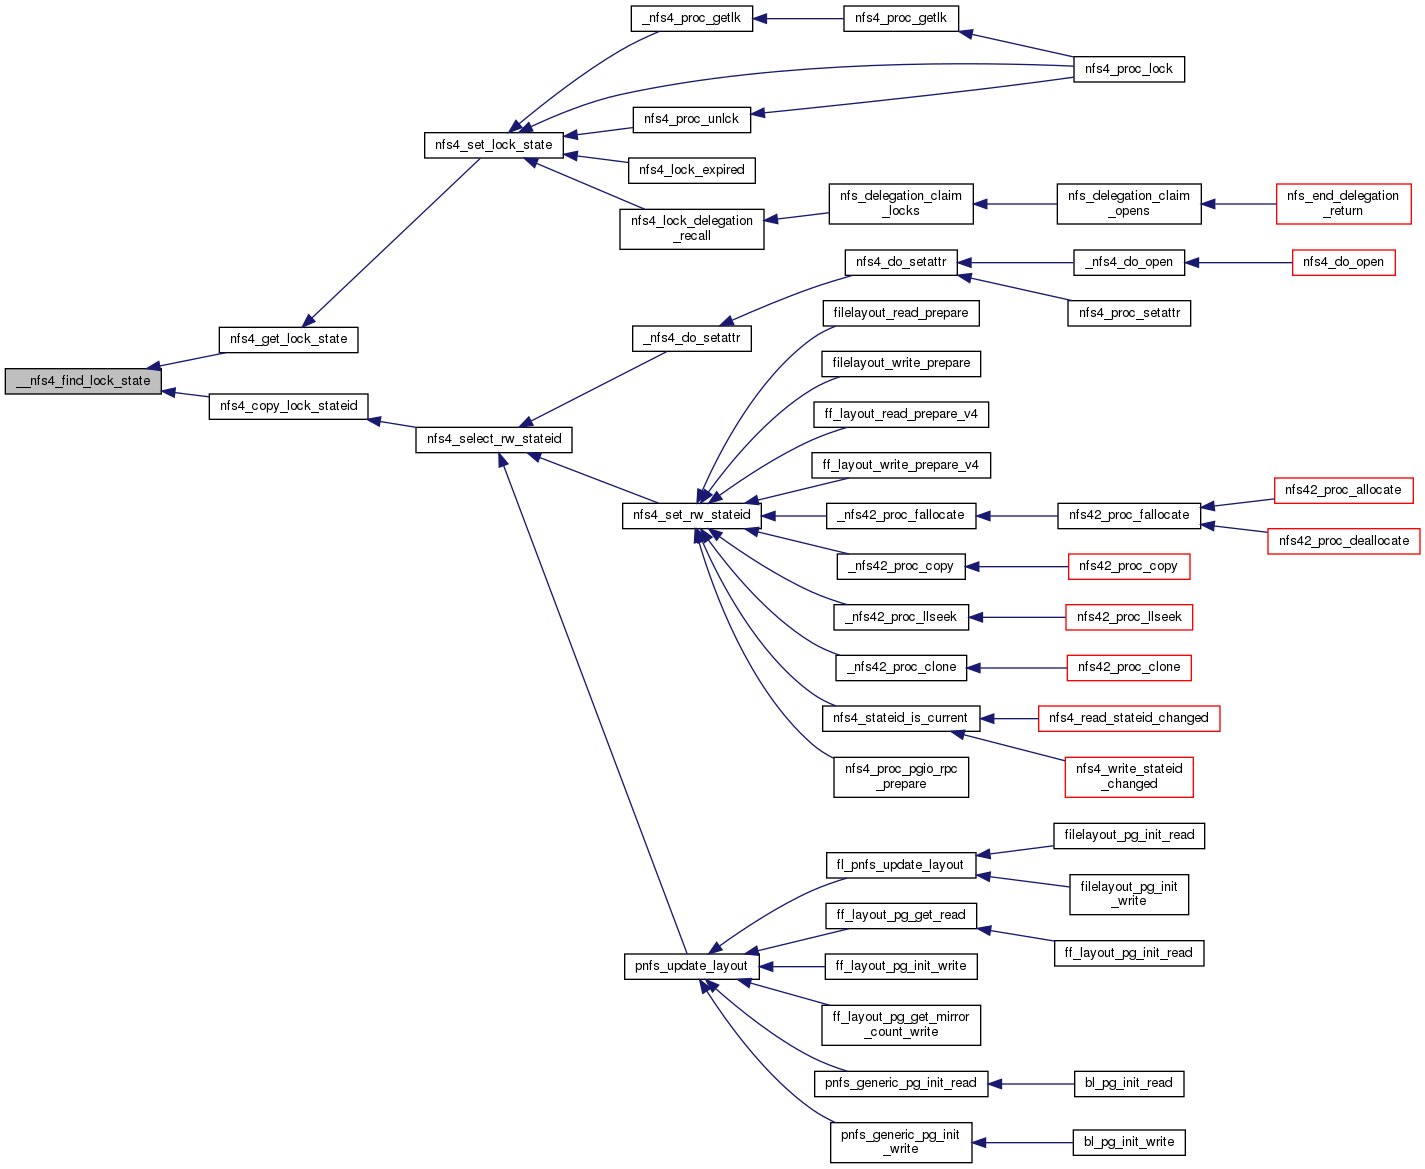 _nfs4_proc_getlk
nfs4_proc_getlk
nfs4_proc_lock
nfs4_proc_unlck
nfs4_set_lock_state
nfs4_lock_expired
nfs4_lock_delegation
_recall
nfs_delegation_claim
_locks
nfs_delegation_claim
_opens
nfs_end_delegation
_return
nfs4_do_setattr
_nfs4_do_open
nfs4_do_open
nfs4_proc_setattr
filelayout_read_prepare
nfs4_get_lock_state
_nfs4_do_setattr
filelayout_write_prepare
__nfs4_find_lock_state
nfs4_copy_lock_stateid
ff_layout_read_prepare_v4
nfs4_select_rw_stateid
ff_layout_write_prepare_v4
nfs4_set_rw_stateid
_nfs42_proc_fallocate
nfs42_proc_fallocate
nfs42_proc_allocate
nfs42_proc_deallocate
_nfs42_proc_copy
nfs42_proc_copy
_nfs42_proc_llseek
nfs42_proc_llseek
_nfs42_proc_clone
nfs42_proc_clone
nfs4_stateid_is_current
nfs4_read_stateid_changed
nfs4_write_stateid
_changed
nfs4_proc_pgio_rpc
_prepare
filelayout_pg_init_read
fl_pnfs_update_layout
filelayout_pg_init
_write
ff_layout_pg_get_read
ff_layout_pg_init_read
pnfs_update_layout
ff_layout_pg_init_write
ff_layout_pg_get_mirror
_count_write
pnfs_generic_pg_init_read
bl_pg_init_read
pnfs_generic_pg_init
_write
bl_pg_init_write